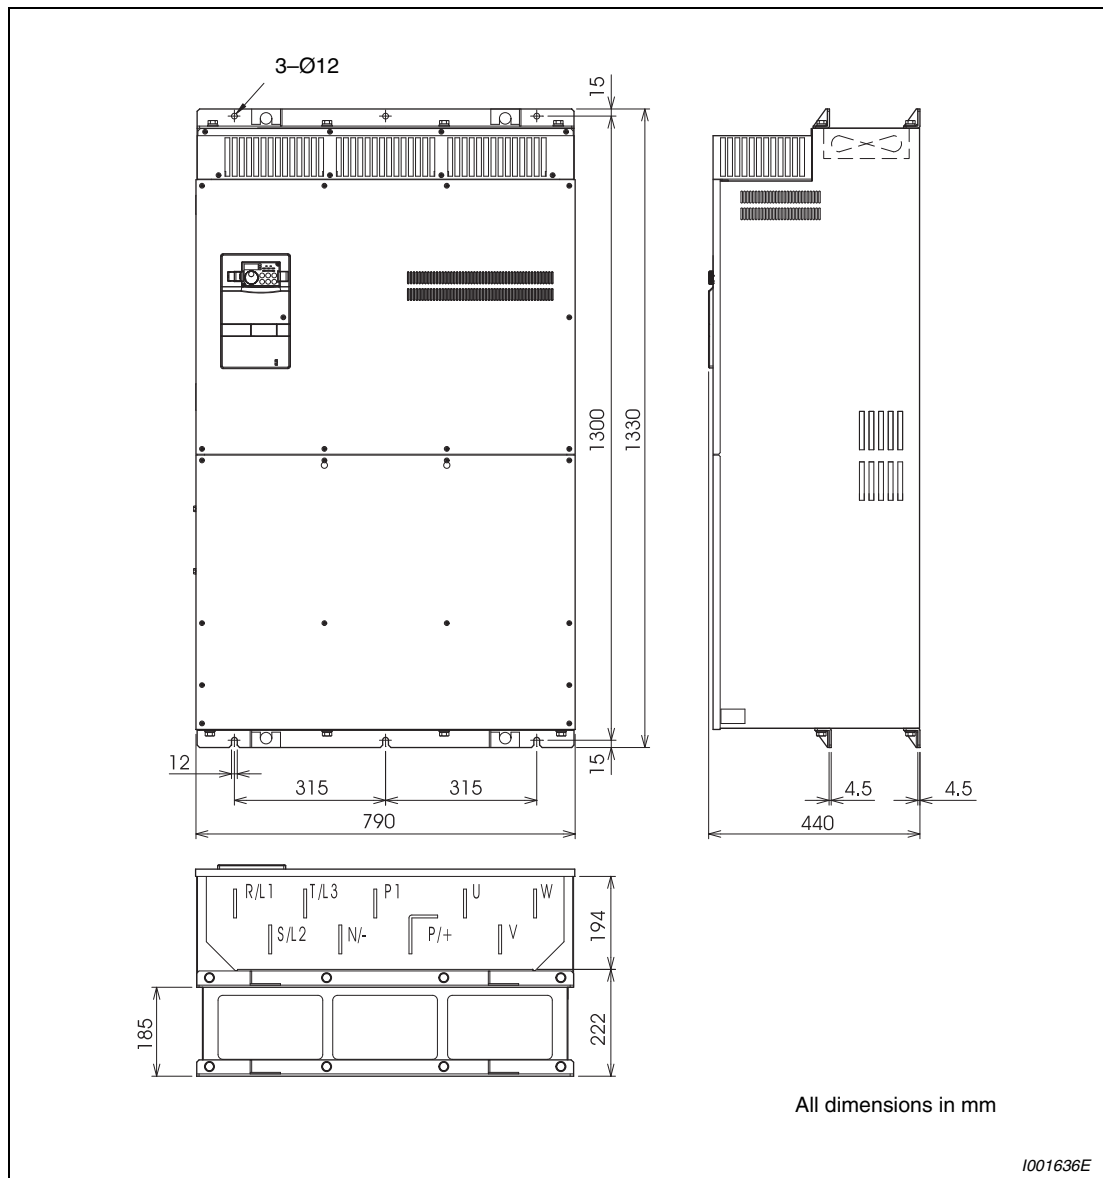 3–Ø12
15
1300
1330
12
15
315
315
4.5
4.5
790
440
R/L1
T/L3
P1
U
W
S/L2
N/-
P/+
V
194
185
222
All dimensions in mm
I001636E